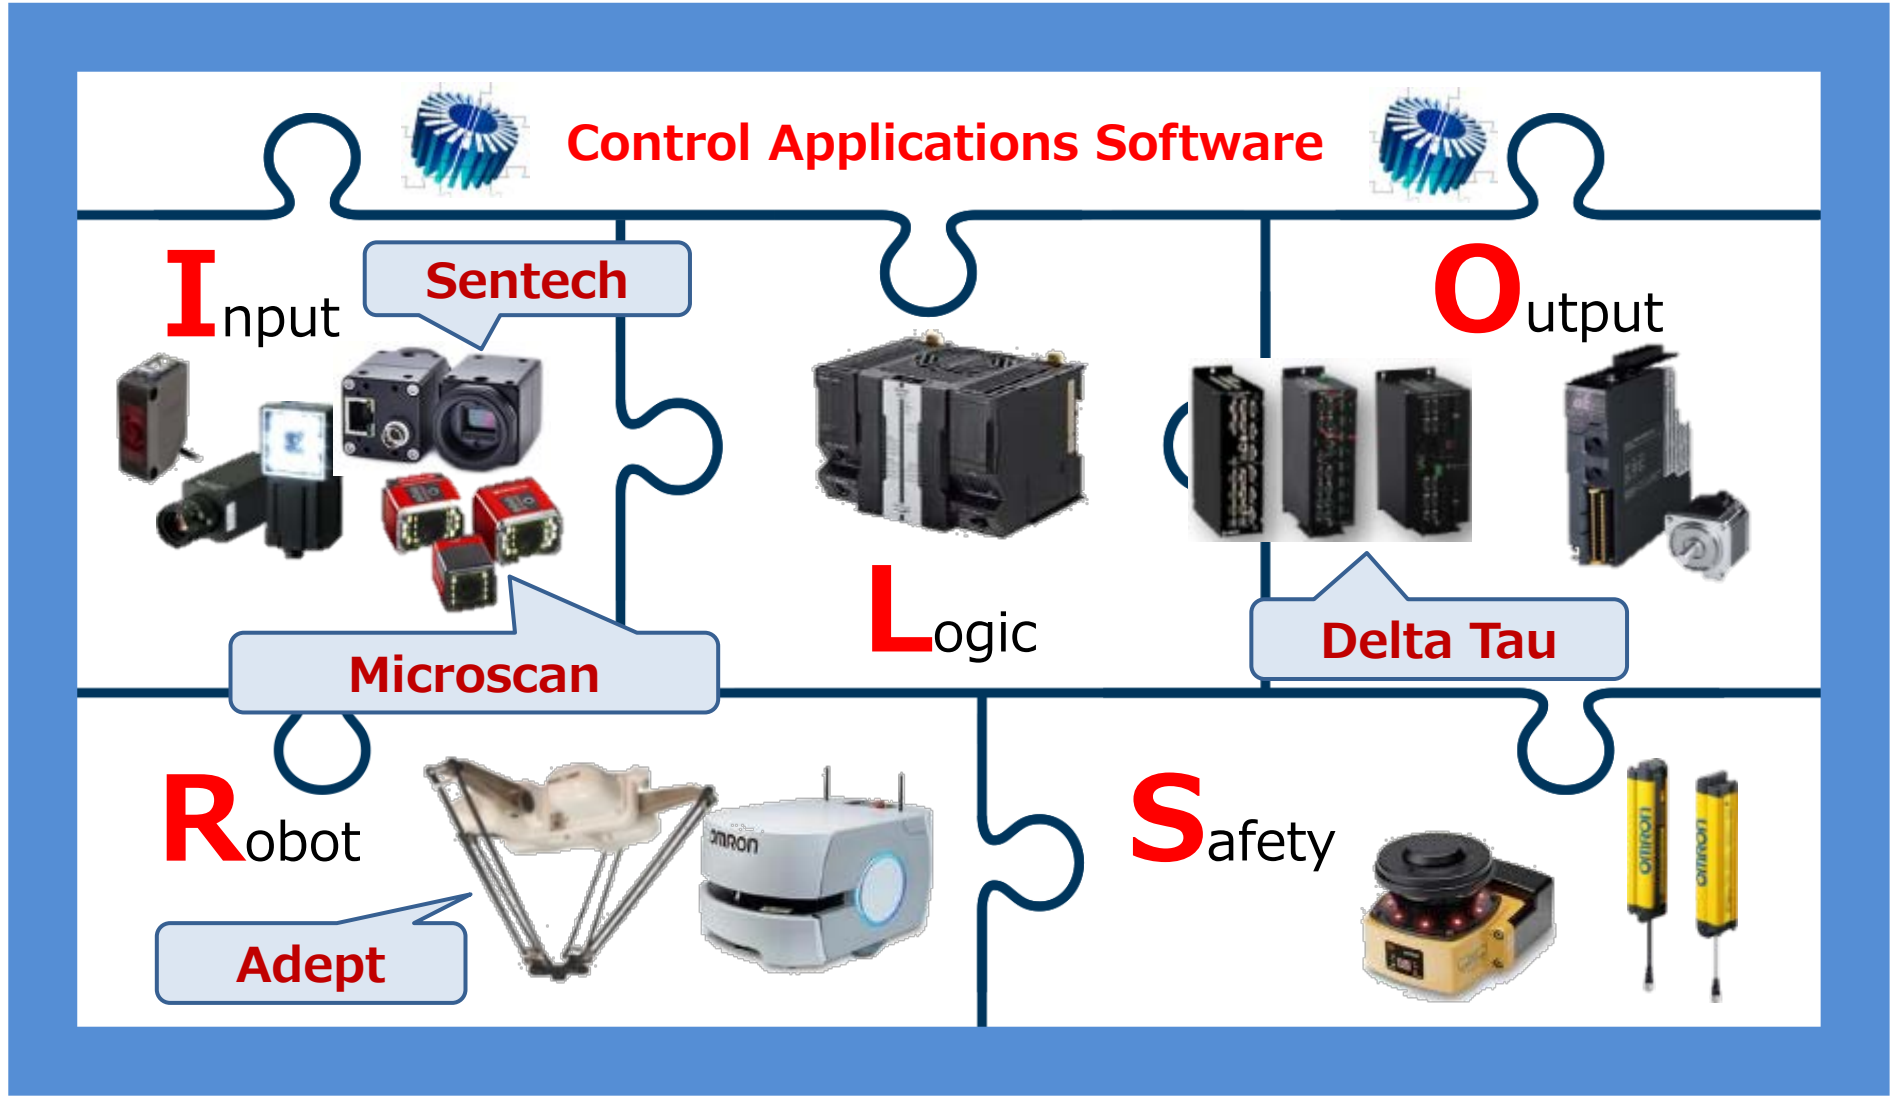 Control Applications Software
Input
Sentech
Output
Logic
Microscan
Delta Tau
Robot
OMRON
Adept
Safety
OMRON
OMRON